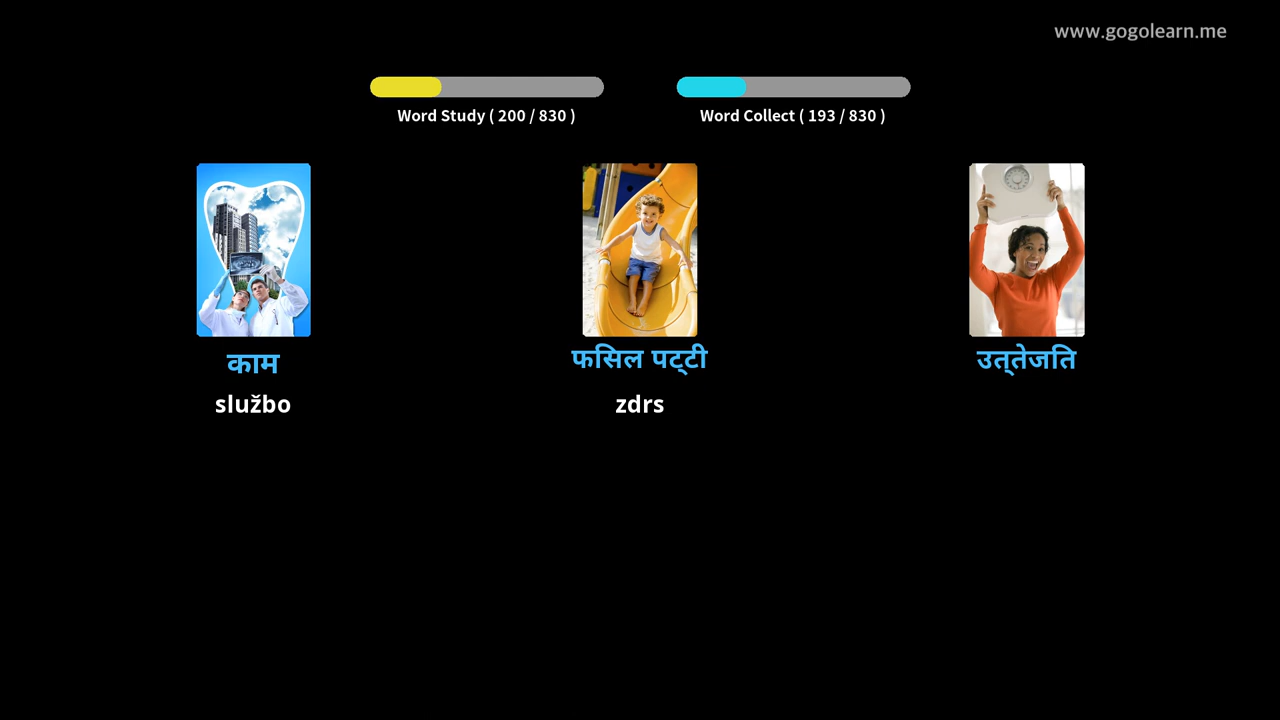 www.gogolearn.me
Word Study ( 200 / 830 )
Word Collect ( 193 / 830 )
काम
फसिल पट्टी
उत्तेजति
službo
zdrs